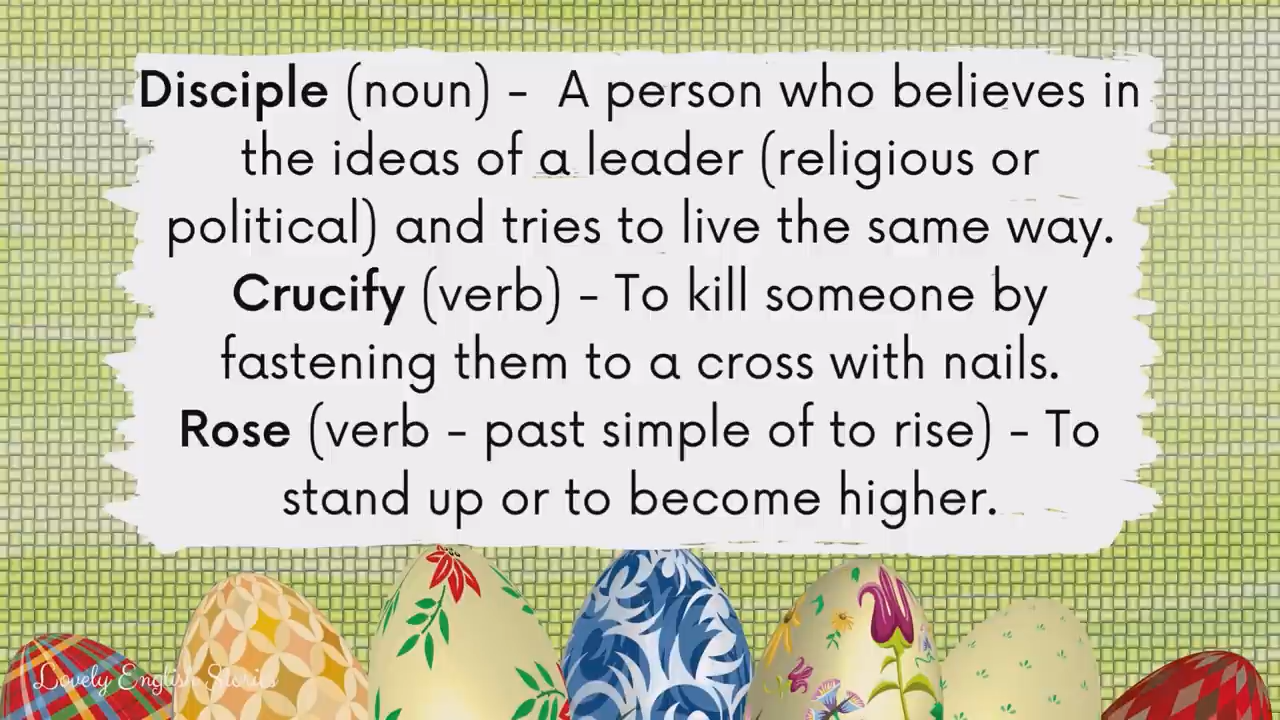 Disciple (noun) - A person who believes in
the ideas of a leader (religious or
political) and tries to live the same way.
Crucify (verb) - To kill someone by
fastening them to a cross with nails.
Rose (verb - past simple of to rise) - To
stand up or to become higher.
Lovely English Stories